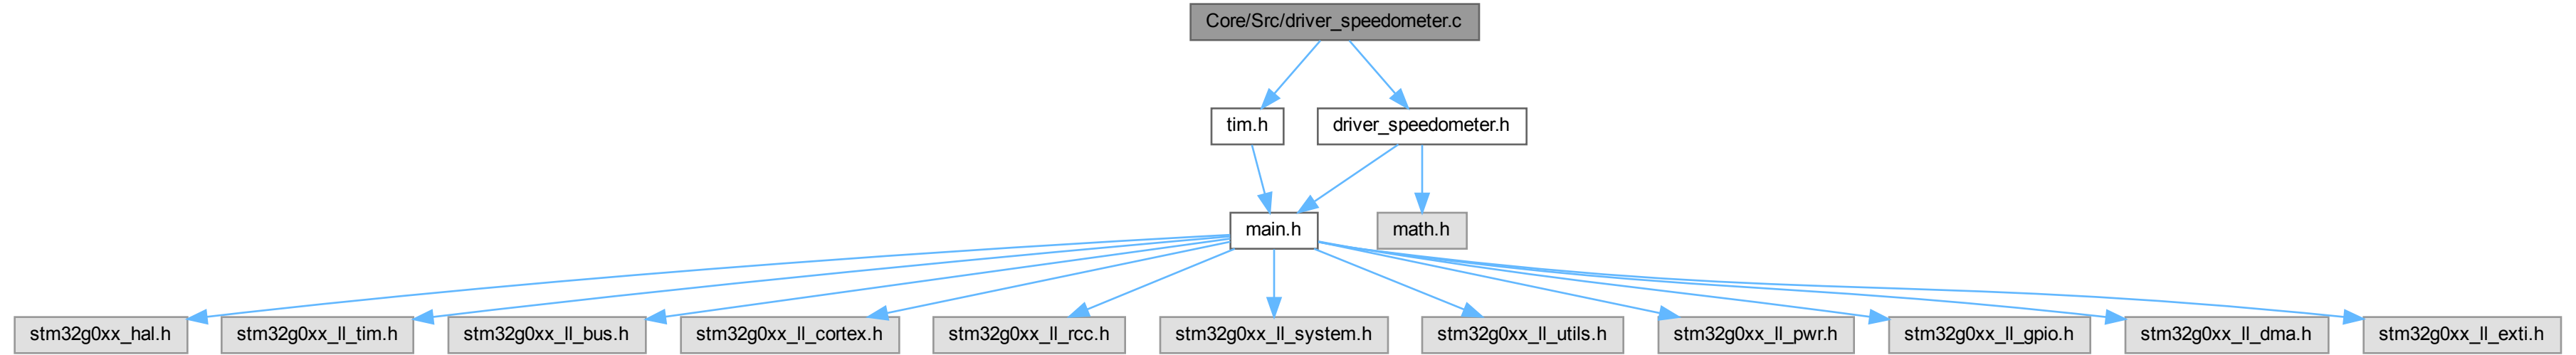 Core/Src/driver_speedometer.c
tim.h
driver_speedometer.h
main.h
math.h
stm32g0xx_hal.h
stm32g0xx_ll_tim.h
stm32g0xx_ll_bus.h
stm32g0xx_ll_cortex.h
stm32g0xx_ll_rcc.h
stm32g0xx_ll_system.h
stm32g0xx_ll_utils.h
stm32g0xx_ll_pwr.h
stm32g0xx_ll_gpio.h
stm32g0xx_ll_dma.h
stm32g0xx_ll_exti.h